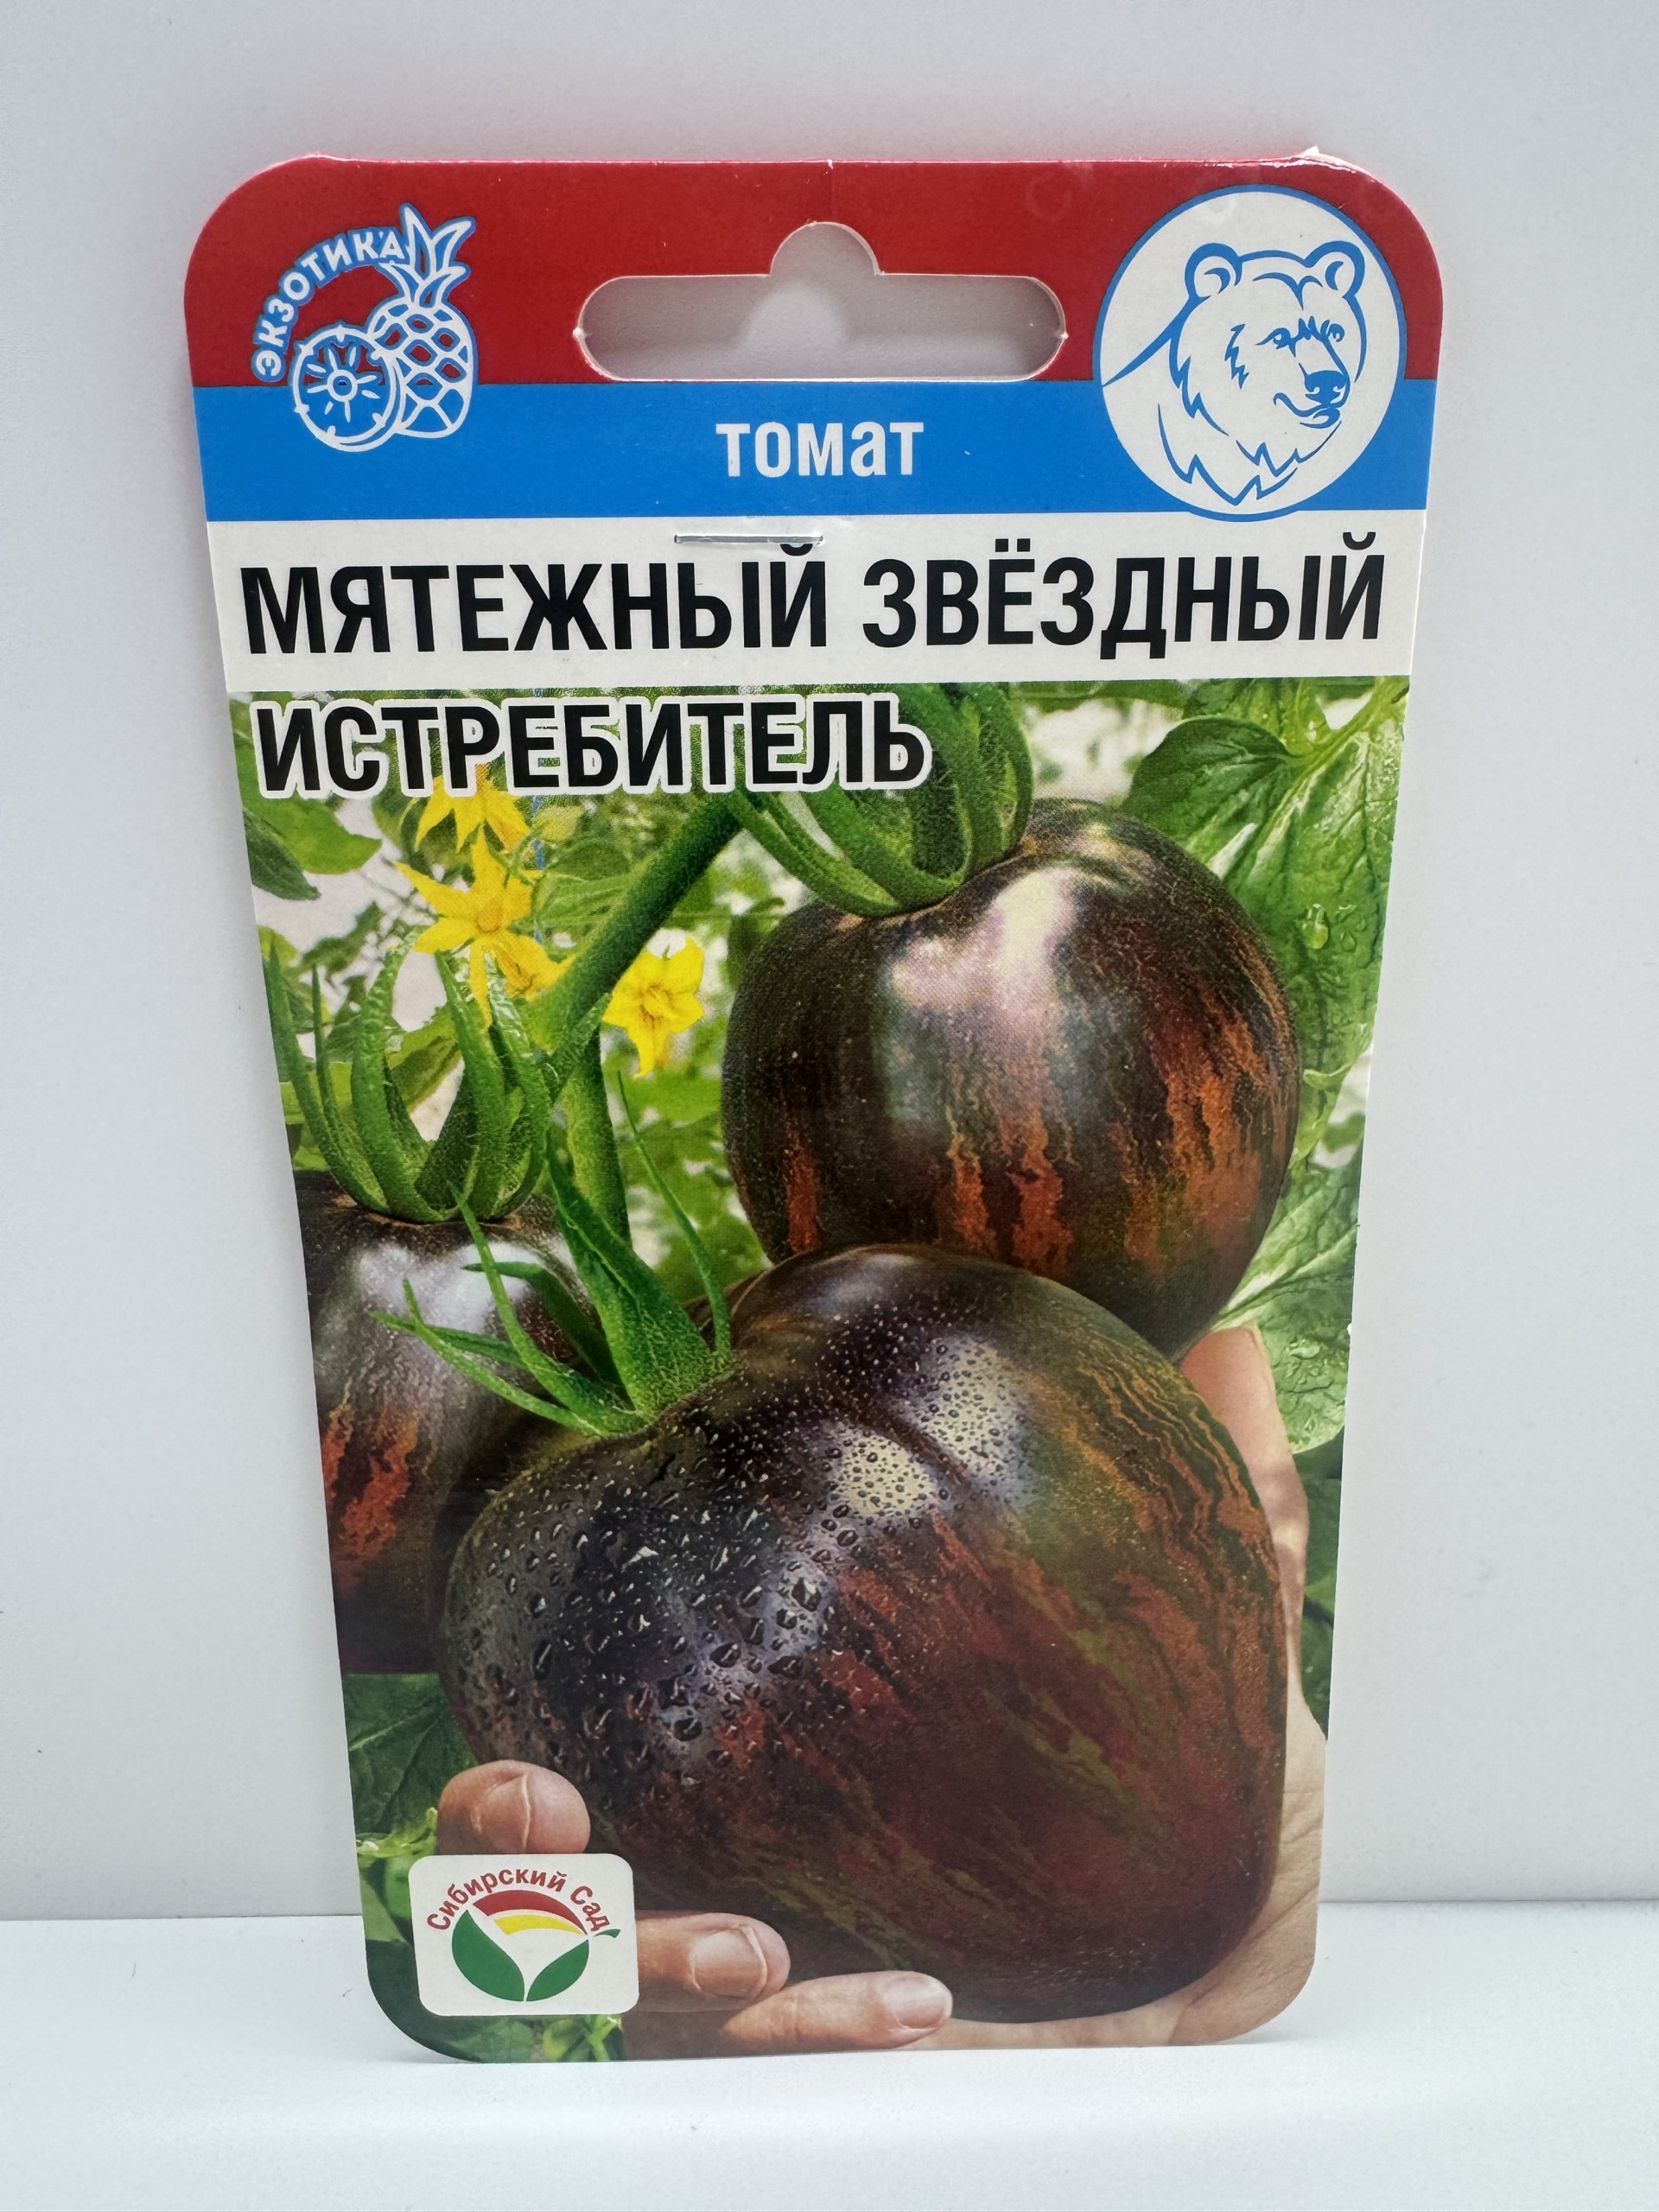 ЭКЗОТИКА
томат
МЯТЕЖНЫЙ ЗВЁЗДНЫЙ
ИСТРЕБИТЕЛЬ
Сибирский Сад